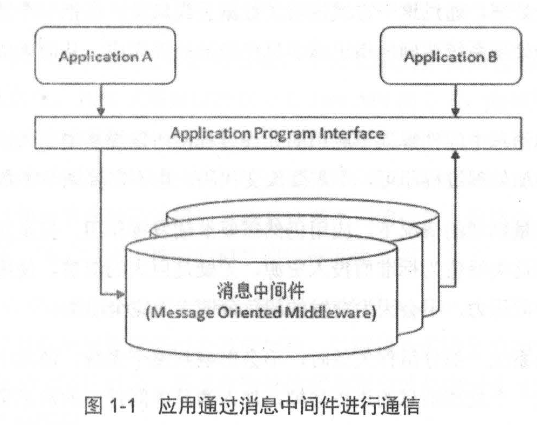 Application A
Application B
Application Program Interface
消息中间件
(Message Oriented Middleware)
图 1-1 应用通过消息中间件进行通信